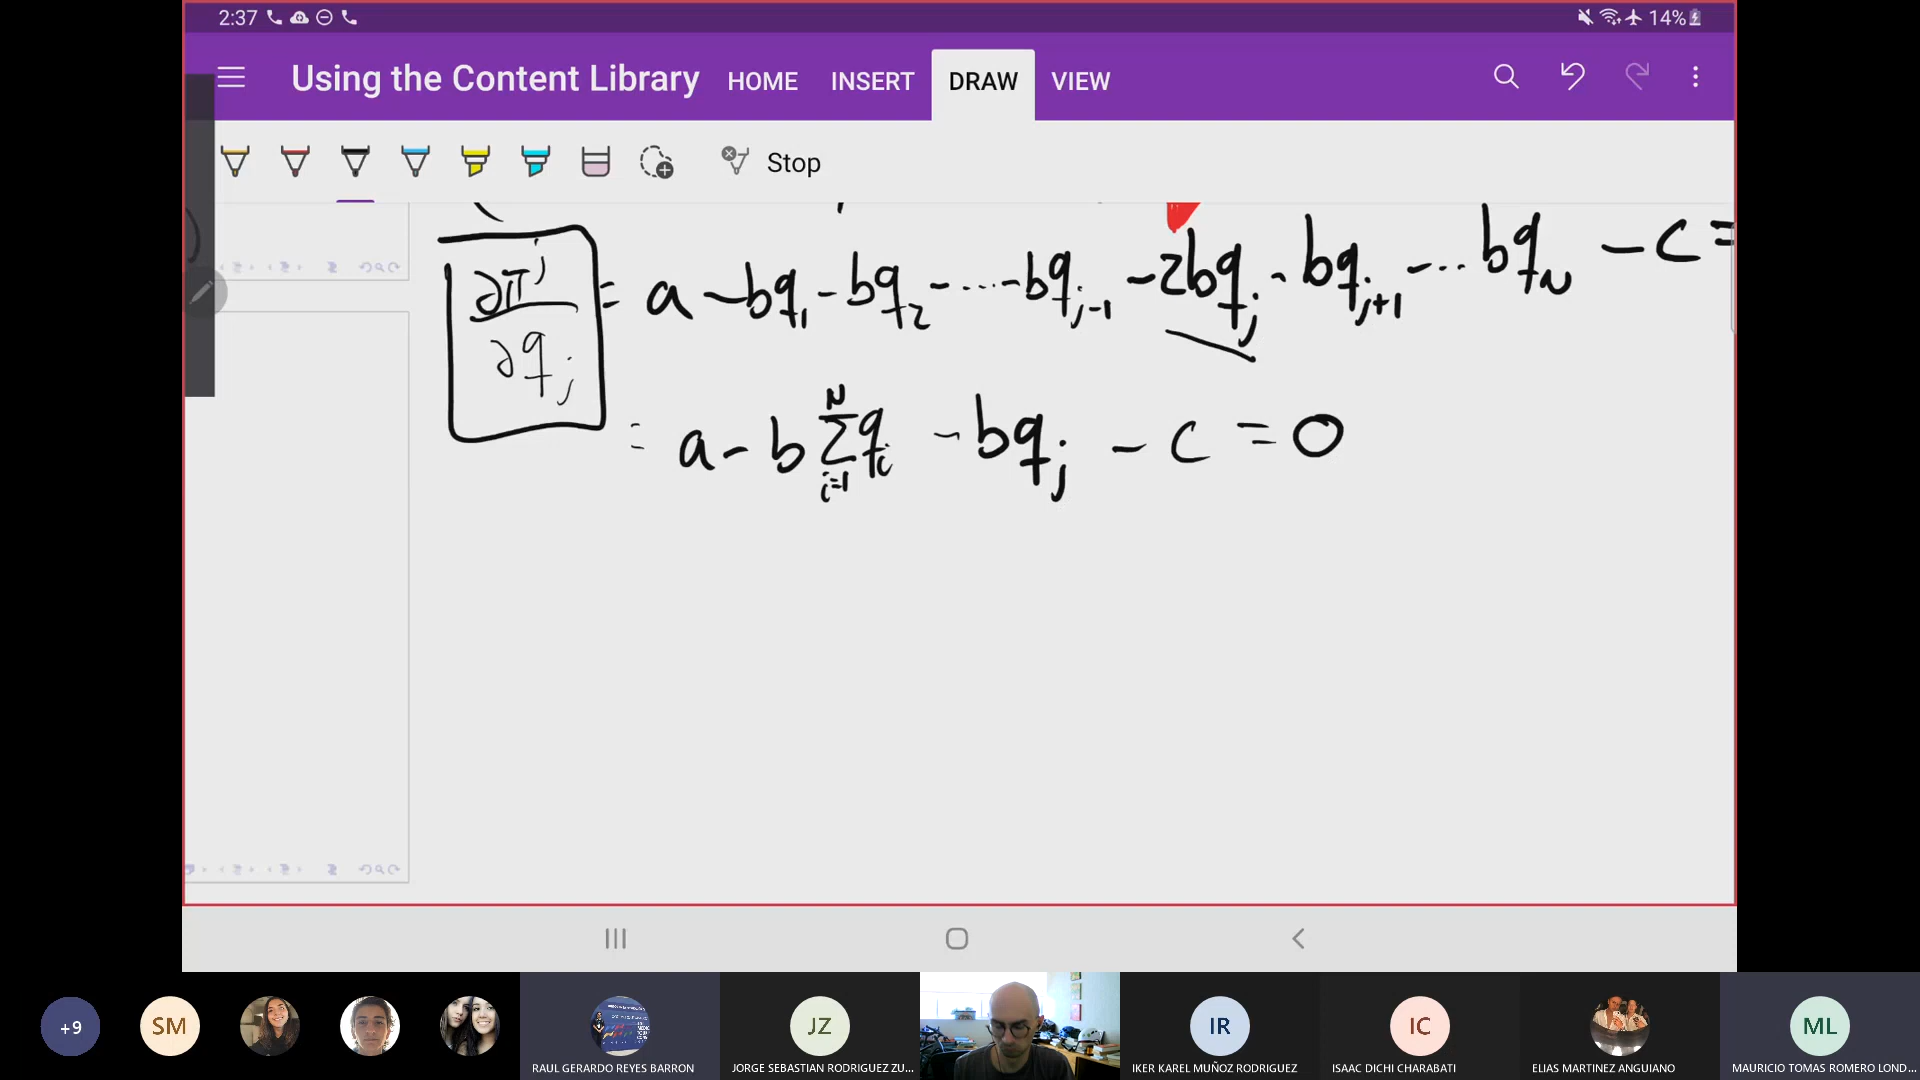 2:37 14%
Using the Content Library HOME INSERT DRAW VIEW
Stop
∂π^j/∂q_j = a - bq_1 - bq_2 - ... - bq_{j-1} - 2bq_j - bq_{j+1} - ... bq_N - c =
= a - b Σ_{i=1}^{N} q_i - bq_j - c = 0
+9 SM JZ IR IC ML
RAUL GERARDO REYES BARRON JORGE SEBASTIAN RODRIGUEZ ZU... IKER KAREL MUÑOZ RODRIGUEZ ISAAC DICHI CHARABATI ELIAS MARTINEZ ANGUIANO MAURICIO TOMAS ROMERO LOND...